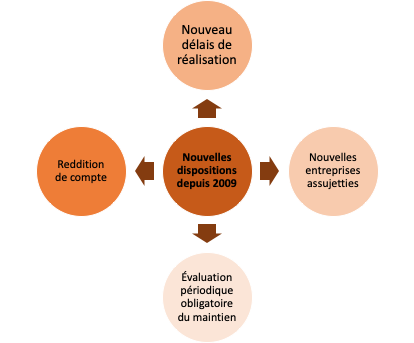 Nouveau
délais de
réalisation
Reddition
de compte
Nouvelles
dispositions
depuis 2009
Nouvelles
entreprises
assujetties
Évaluation
périodique
obligatoire
du maintien